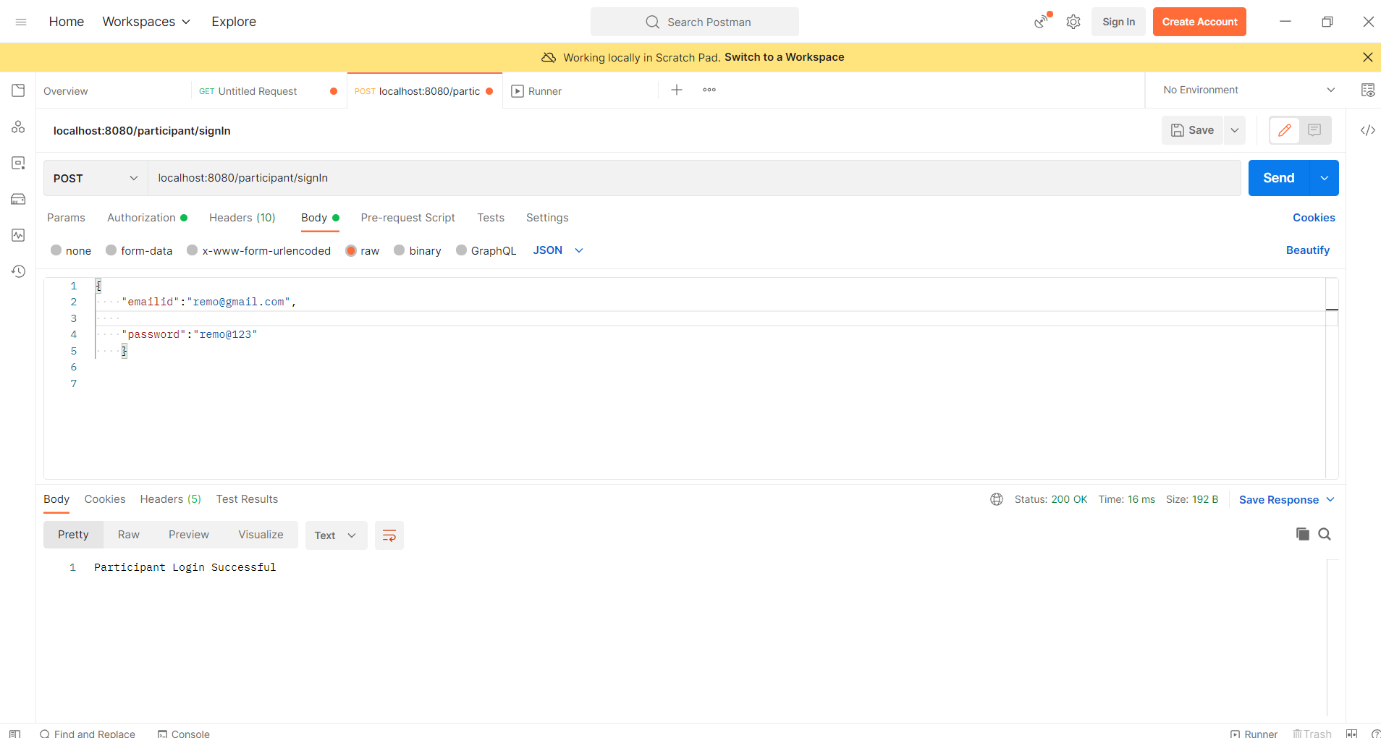 Home Workspaces Explore Search Postman Sign In Create Account
Working locally in Scratch Pad. Switch to a Workspace
Overview GET Untitled Request POST localhost:8080/partic Runner No Environment
localhost:8080/participant/signIn Save
POST localhost:8080/participant/signIn Send
Params Authorization Headers (10) Body Pre-request Script Tests Settings Cookies
none form-data x-www-form-urlencoded raw binary GraphQL JSON Beautify
1 {
2 "emailid":"remo@gmail.com",
3
4 "password":"remo@123"
5 }
6
7
Body Cookies Headers (5) Test Results Status: 200 OK Time: 16 ms Size: 192 B Save Response
Pretty Raw Preview Visualize Text
1 Participant Login Successful
Find and Replace Console Runner Trash